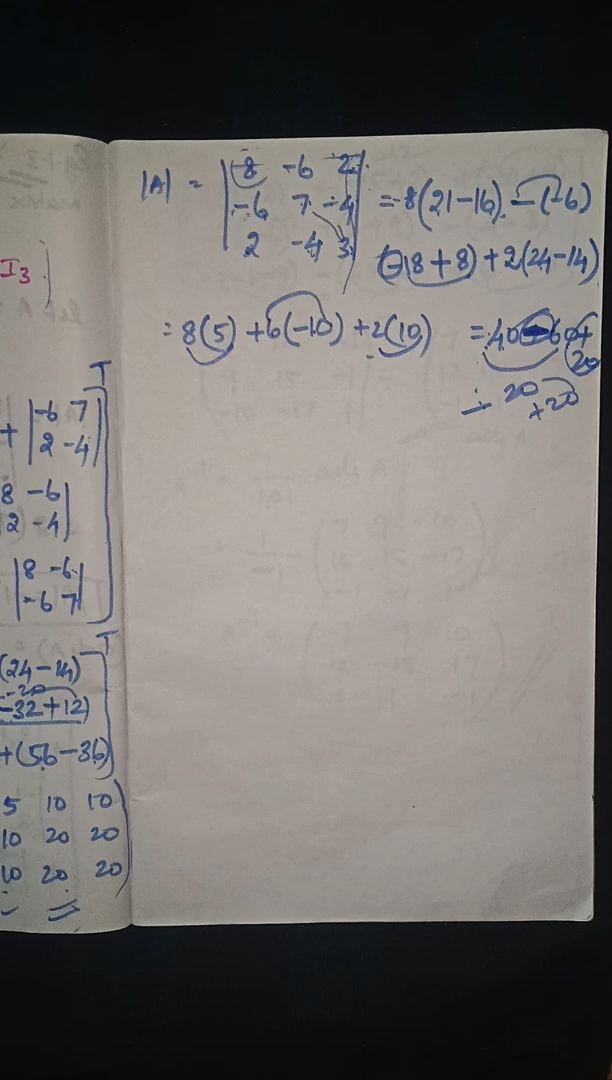 I3
T
+ |-6 7|
|2 -4|
8 -6|
2 -4|
|8 -6|
|-6 7|
T
(24-14)
-20
-32+12)
+(56-36)
5 10 10
10 20 20
10 20 20
|A| = |8 -6 2| = 8(21-16) -(-6)
|-6 7 -4|
|2 -4 3| (-18+8) + 2(24-14)
= 8(5) + 6(-10) + 2(10) = 40-60+
20
-20
+20